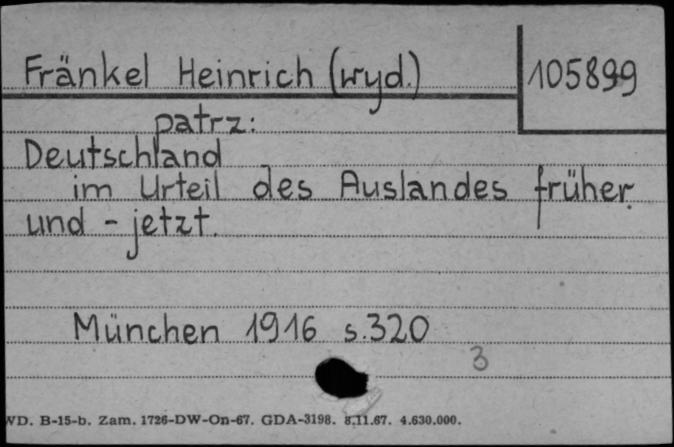 Fränkel Heinrich (wyd.) 105899
patrz:
Deutschland
im Urteil des Auslandes früher
und - jetzt.
München 1916 s.320
3
WD. B-15-b. Zam. 1726-DW-On-67. GDA-3198. 8.11.67. 4.630.000.